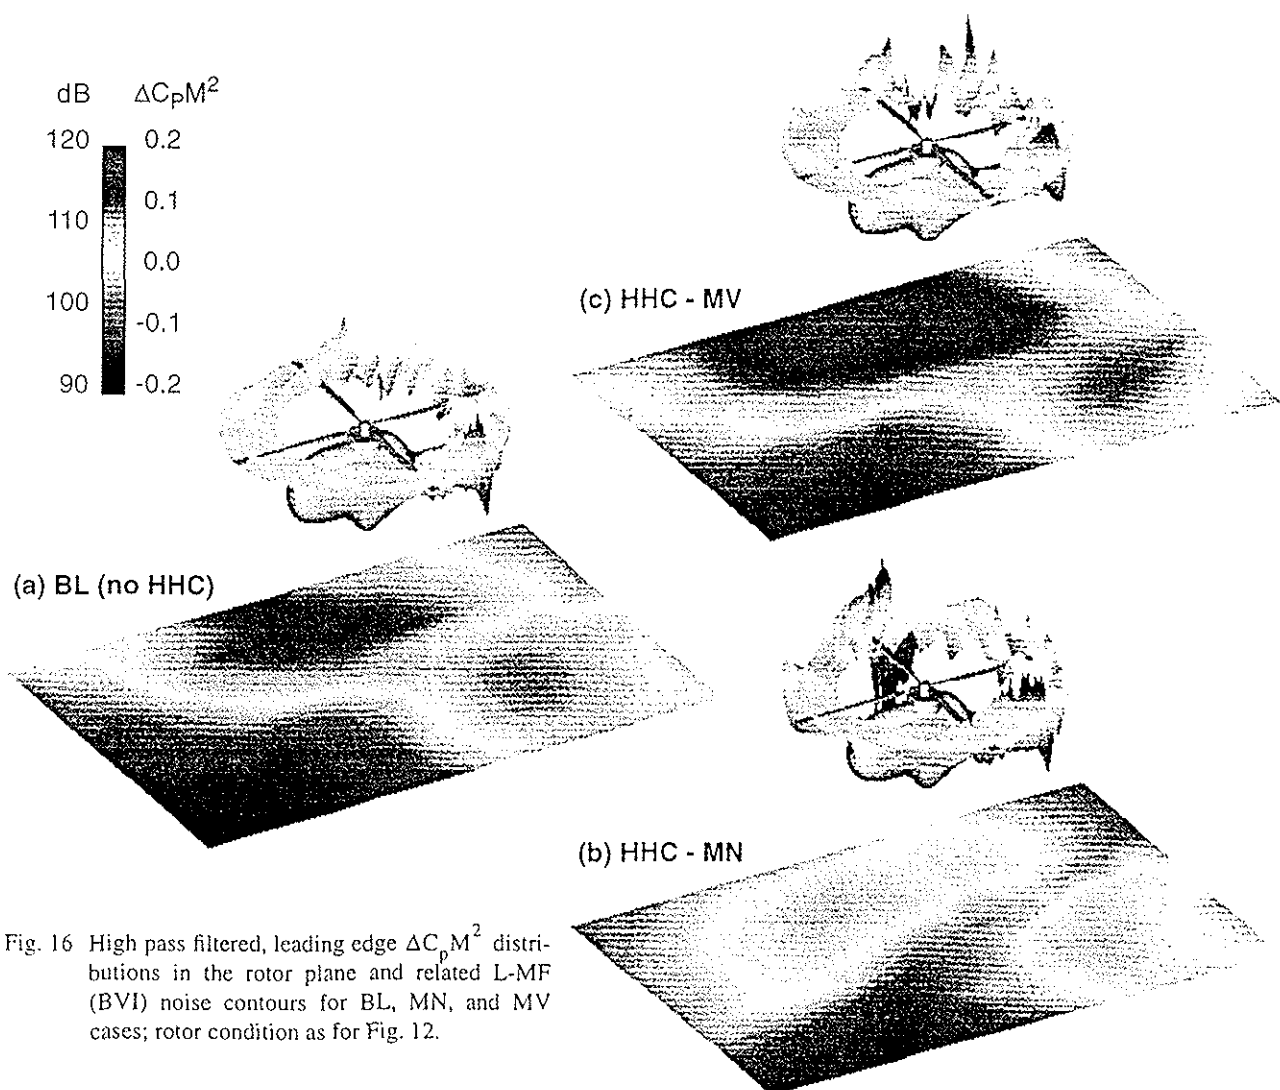 dB ΔCₚM²
120 0.2
0.1
110
0.0
100
-0.1
90 -0.2
(c) HHC - MV
(a) BL (no HHC)
(b) HHC - MN
Fig. 16 High pass filtered, leading edge ΔCₚM² distri-
butions in the rotor plane and related L-MF
(BVI) noise contours for BL, MN, and MV
cases; rotor condition as for Fig. 12.